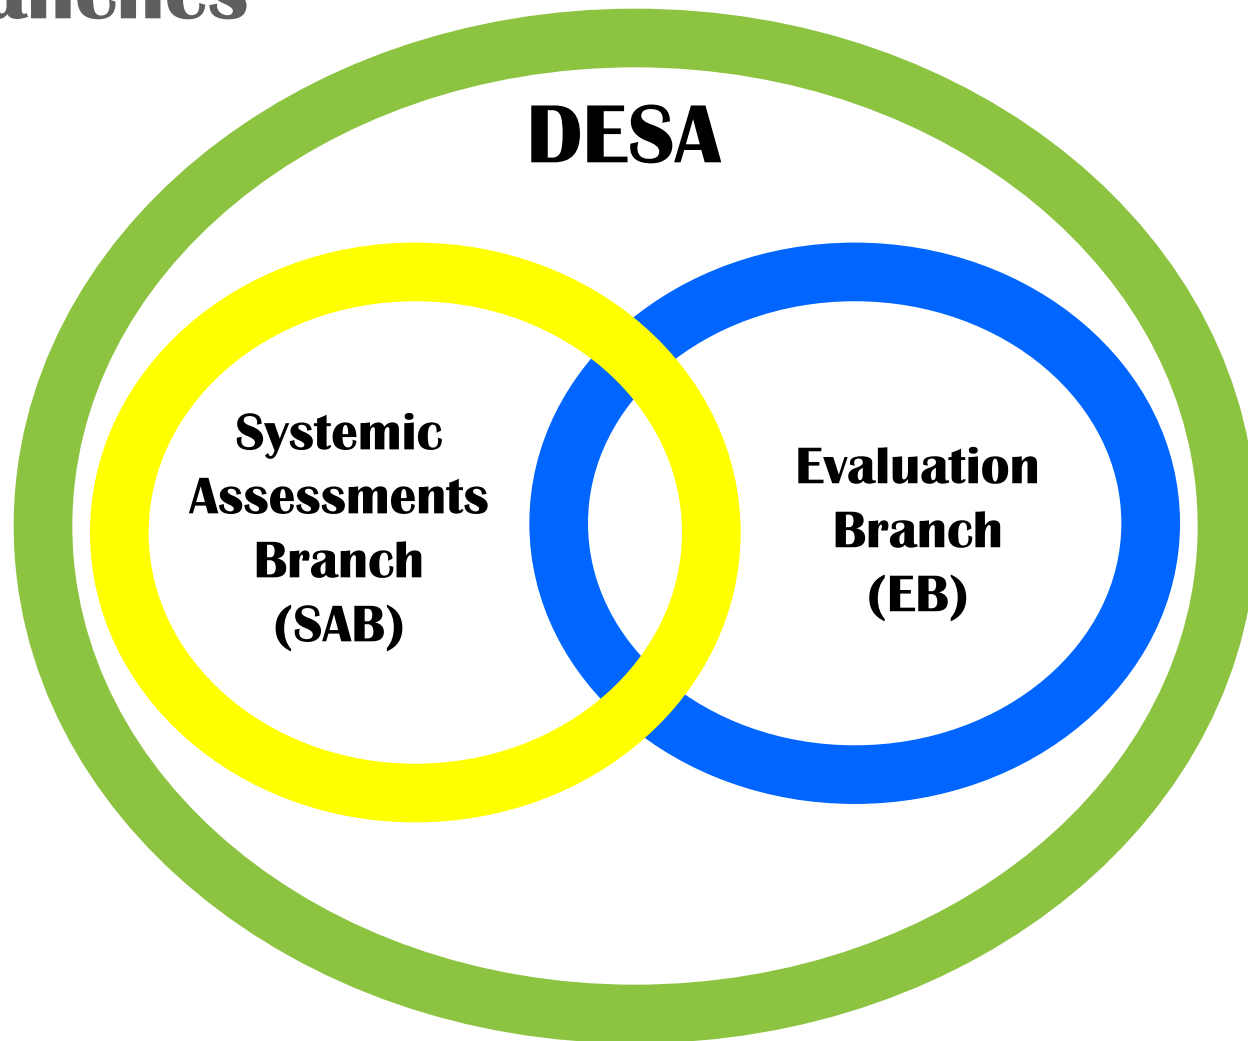 DESA
Systemic
Assessments
Branch
(SAB)
Evaluation
Branch
(EB)